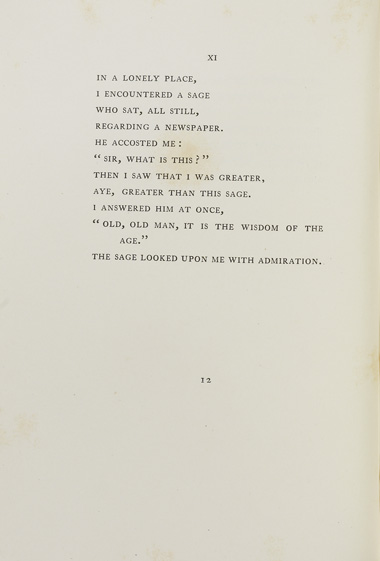 XI
IN A LONELY PLACE,
I ENCOUNTERED A SAGE
WHO SAT, ALL STILL,
REGARDING A NEWSPAPER.
HE ACCOSTED ME :
“ SIR, WHAT IS THIS ? ”
THEN I SAW THAT I WAS GREATER,
AYE, GREATER THAN THIS SAGE.
I ANSWERED HIM AT ONCE,
“ OLD, OLD MAN, IT IS THE WISDOM OF THE
AGE.”
THE SAGE LOOKED UPON ME WITH ADMIRATION.
12